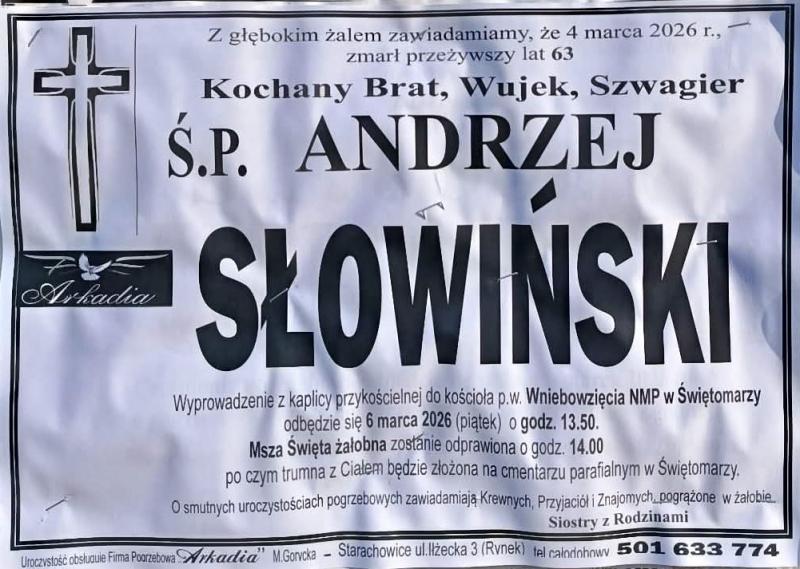 Z głębokim żalem zawiadamiamy, że 4 marca 2026 r.,
zmarł przeżywszy lat 63
Kochany Brat, Wujek, Szwagier
Ś.P. ANDRZEJ
SŁOWIŃSKI
Arkadia
Wyprowadzenie z kaplicy przykościelnej do kościoła p.w. Wniebowzięcia NMP w Świętomarzy
odbędzie się 6 marca 2026 (piątek) o godz. 13.50.
Msza Święta żałobna zostanie odprawiona o godz. 14.00
po czym trumna z Ciałem będzie złożona na cmentarzu parafialnym w Świętomarzy.
O smutnych uroczystościach pogrzebowych zawiadamiają Krewnych, Przyjaciół i Znajomych, pogrążone w żałobie
Siostry z Rodzinami
Uroczystość obsługuje Firma Pogrzebowa "Arkadia" M.Gorycka - Starachowice ul.Iłżecka 3 (Rynek) tel całodobowy 501 633 774